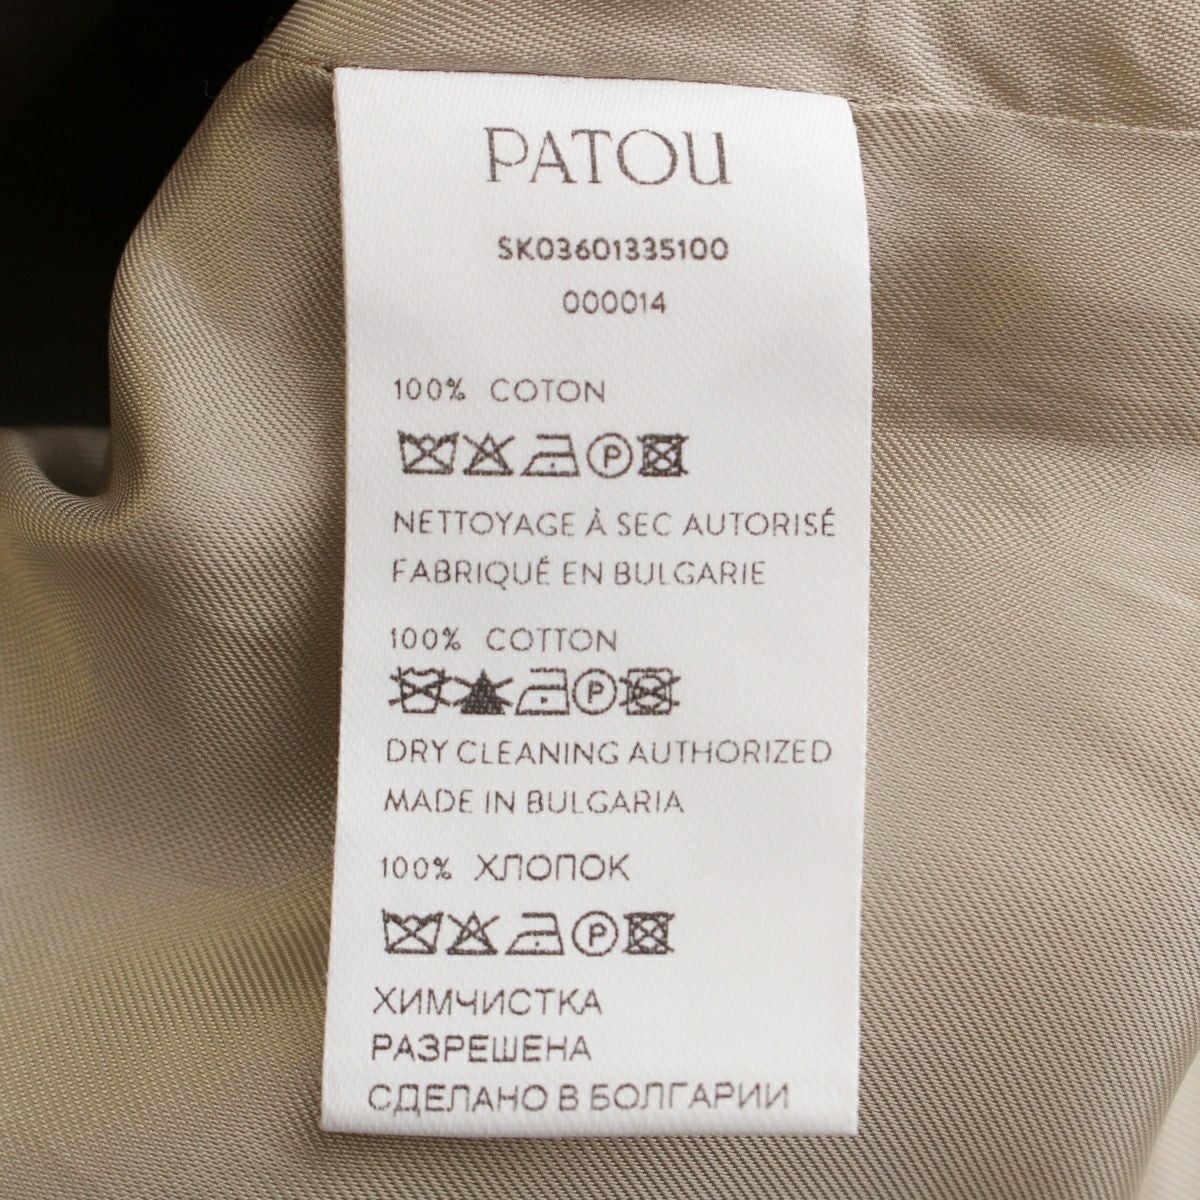 PATOU
SK03601335100
000014
100% COTON
P
NETTOYAGE À SEC AUTORISÉ
FABRIQUÉ EN BULGARIE
100% COTTON
P
DRY CLEANING AUTHORIZED
MADE IN BULGARIA
100% ХЛОПОК
P
ХИМЧИСТКА
РАЗРЕШЕНА
СДЕЛАНО В БОЛГАРИИ